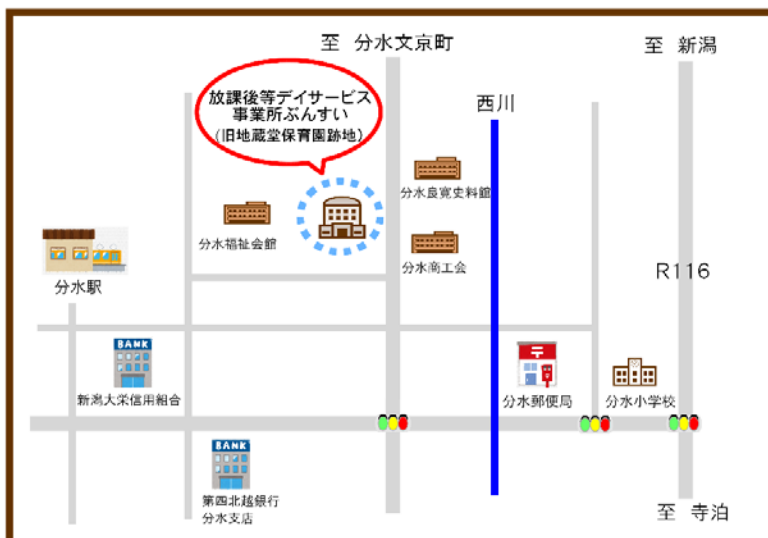 至 分水文京町
至 新潟
放課後等デイサービス
事業所ぶんすい
(旧地蔵堂保育園跡地)
西川
分水良寛史料館
分水福祉会館
分水商工会
分水駅
R116
BANK
新潟大栄信用組合
分水郵便局
分水小学校
BANK
第四北越銀行
分水支店
至 寺泊